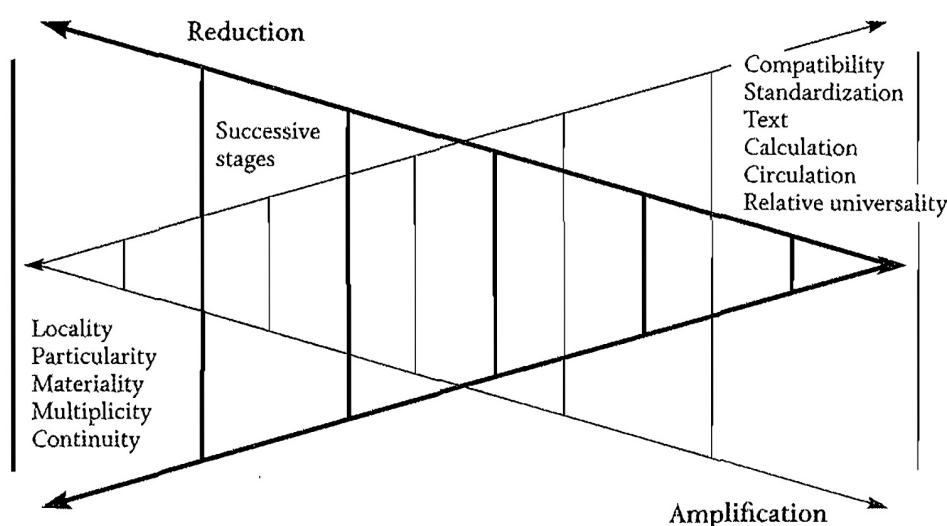 Reduction
Compatibility
Standardization
Text
Calculation
Circulation
Relative universality
Successive
stages
Locality
Particularity
Materiality
Multiplicity
Continuity
Amplification